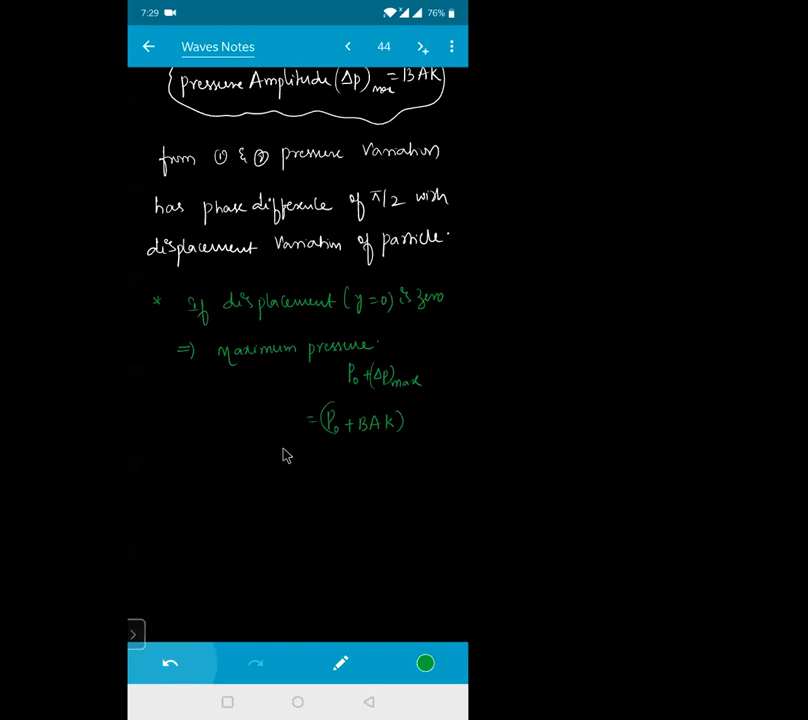 7:29 76%
Waves Notes 44
{pressure Amplitude (Δp)max = BAK
from ① & ② pressure variation
has phase difference of π/2 with
displacement variation of particle.
* If displacement (y=0) is zero
=) maximum pressure.
P₀+(Δp)max
= (P₀ + BAK)